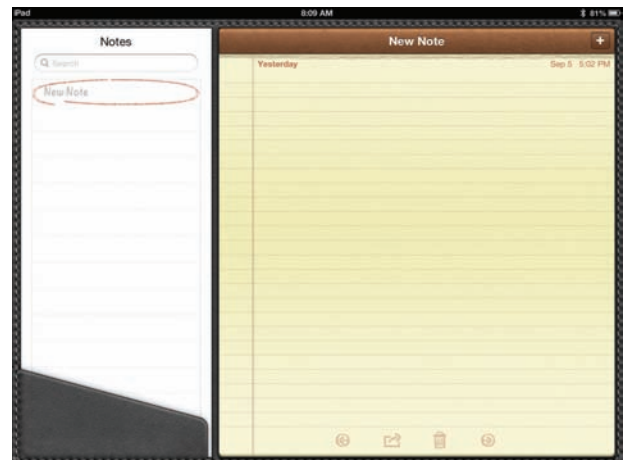 iPad 8:09 AM 81%
Notes New Note +
Search
Yesterday Sep 5 5:02 PM
New Note